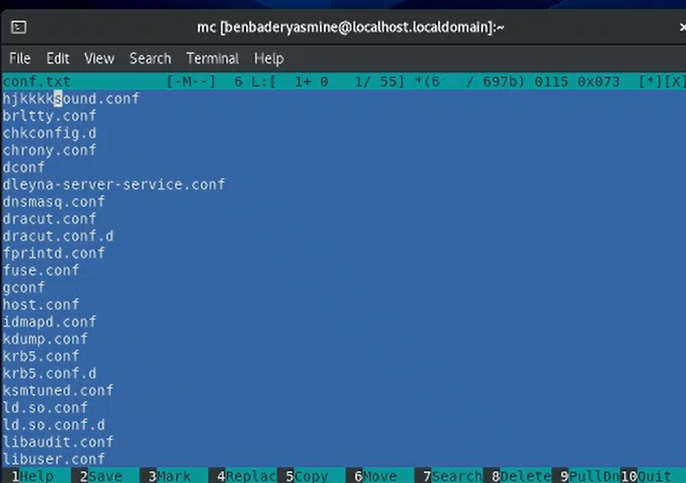 mc [benbaderyasmine@localhost.localdomain]:~
File Edit View Search Terminal Help
conf.txt [-M--] 6 L:[ 1+ 0 1/ 55] *(6 / 697b) 0115 0x073 [*][X]
hjkkkksound.conf
brltty.conf
chkconfig.d
chrony.conf
dconf
dleyna-server-service.conf
dnsmasq.conf
dracut.conf
dracut.conf.d
fprintd.conf
fuse.conf
gconf
host.conf
idmapd.conf
kdump.conf
krb5.conf
krb5.conf.d
ksmtuned.conf
ld.so.conf
ld.so.conf.d
libaudit.conf
libuser.conf
1Help 2Save 3Mark 4Replac 5Copy 6Move 7Search 8Delete 9PullDn 10Quit